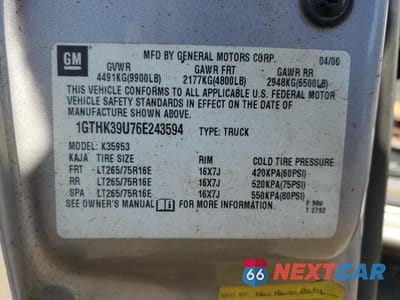 GM
MFD BY GENERAL MOTORS CORP. 04/06
GVWR GAWR FRT GAWR RR
4491KG(9900LB) 2177KG(4800LB) 2948KG(6500LB)
THIS VEHICLE CONFORMS TO ALL APPLICABLE U.S. FEDERAL MOTOR
VEHICLE SAFETY STANDARDS IN EFFECT ON THE DATE OF
MANUFACTURE SHOWN ABOVE.
1GTHK39U76E243594 TYPE: TRUCK
MODEL: K35953
KAJA TIRE SIZE RIM COLD TIRE PRESSURE
FRT LT265/75R16E 16X7J 420KPA(60PSI)
RR LT265/75R16E 16X7J 520KPA(75PSI)
SPA LT265/75R16E 16X7J 550KPA(80PSI)
SEE OWNER'S MANUAL FOR MORE INFORMATION.
T 2792
66 NEXTCAR